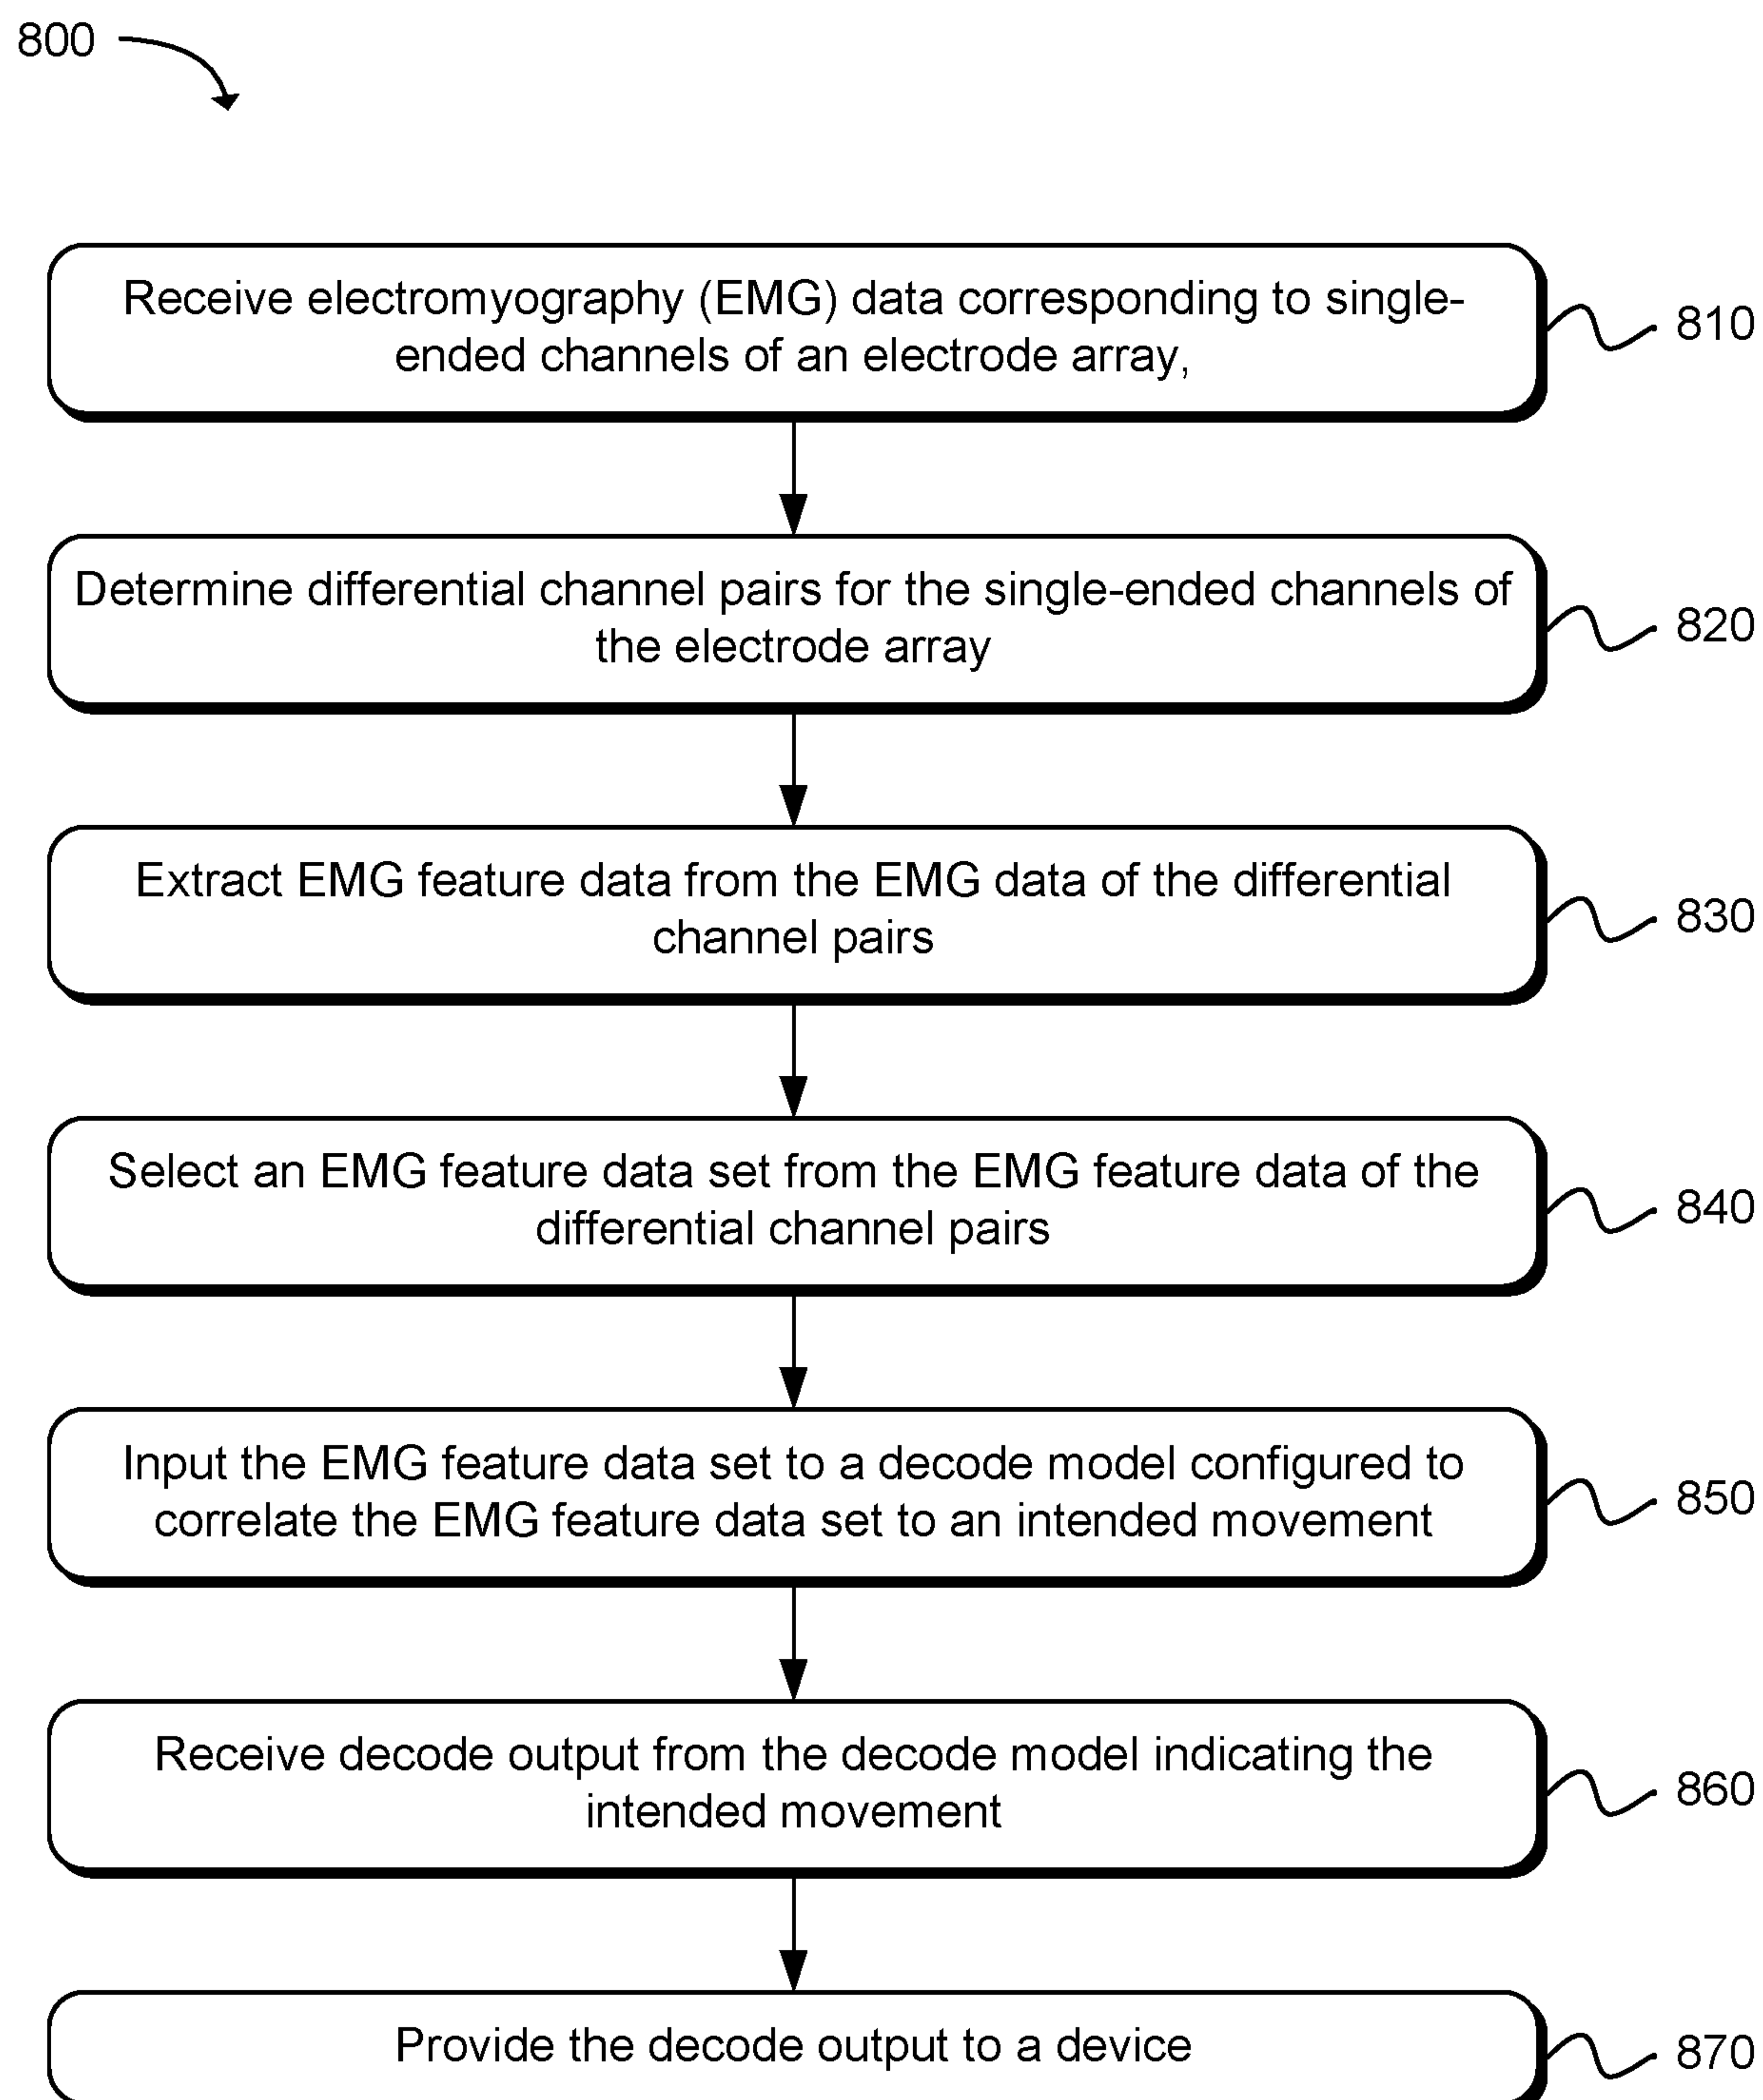 800
Receive electromyography (EMG) data corresponding to single-
ended channels of an electrode array,
810
Determine differential channel pairs for the single-ended channels of
the electrode array
820
Extract EMG feature data from the EMG data of the differential
channel pairs
830
Select an EMG feature data set from the EMG feature data of the
differential channel pairs
840
Input the EMG feature data set to a decode model configured to
correlate the EMG feature data set to an intended movement
850
Receive decode output from the decode model indicating the
intended movement
860
Provide the decode output to a device
870